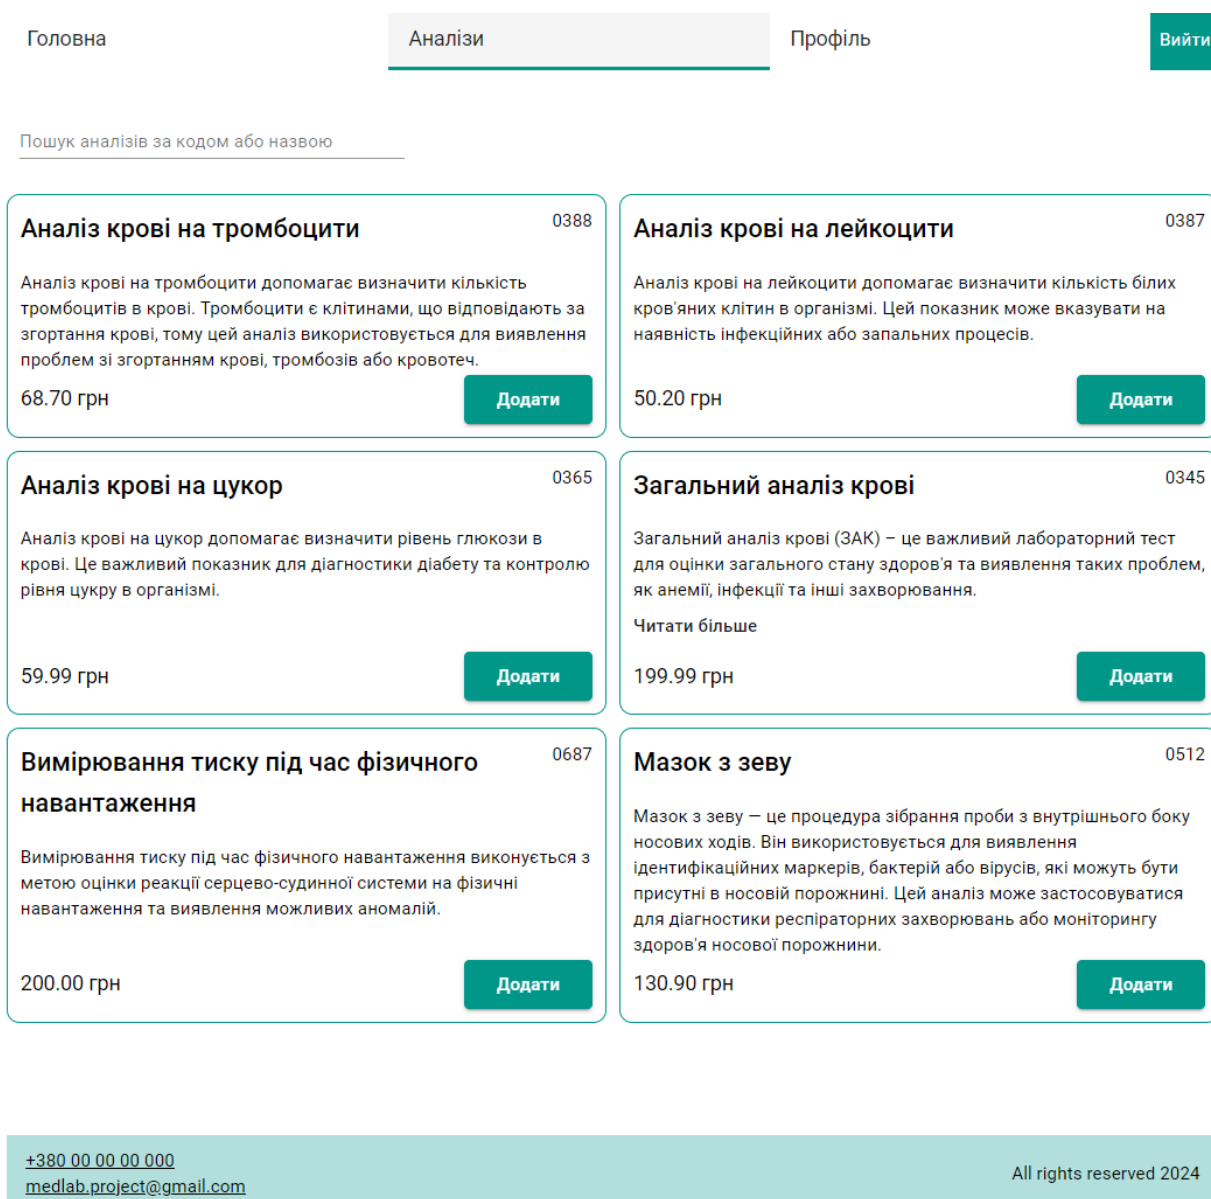 Головна
Аналізи
Профіль
Вийти
Пошук аналізів за кодом або назвою
Аналіз крові на тромбоцити
0388
Аналіз крові на тромбоцити допомагає визначити кількість
тромбоцитів в крові. Тромбоцити є клітинами, що відповідають за
згортання крові, тому цей аналіз використовується для виявлення
проблем зі згортанням крові, тромбозів або кровотеч.
68.70 грн
Додати
Аналіз крові на лейкоцити
0387
Аналіз крові на лейкоцити допомагає визначити кількість білих
кров'яних клітин в організмі. Цей показник може вказувати на
наявність інфекційних або запальних процесів.
50.20 грн
Додати
Аналіз крові на цукор
0365
Аналіз крові на цукор допомагає визначити рівень глюкози в
крові. Це важливий показник для діагностики діабету та контролю
рівня цукру в організмі.
59.99 грн
Додати
Загальний аналіз крові
0345
Загальний аналіз крові (ЗАК) – це важливий лабораторний тест
для оцінки загального стану здоров'я та виявлення таких проблем,
як анемії, інфекції та інші захворювання.
Читати більше
199.99 грн
Додати
Вимірювання тиску під час фізичного
навантаження
0687
Вимірювання тиску під час фізичного навантаження виконується з
метою оцінки реакції серцево-судинної системи на фізичні
навантаження та виявлення можливих аномалій.
200.00 грн
Додати
Мазок з зеву
0512
Мазок з зеву — це процедура зібрання проби з внутрішнього боку
носових ходів. Він використовується для виявлення
ідентифікаційних маркерів, бактерій або вірусів, які можуть бути
присутні в носовій порожнині. Цей аналіз може застосовуватися
для діагностики респіраторних захворювань або моніторингу
здоров'я носової порожнини.
130.90 грн
Додати
+380 00 00 00 000
medlab.project@gmail.com
All rights reserved 2024